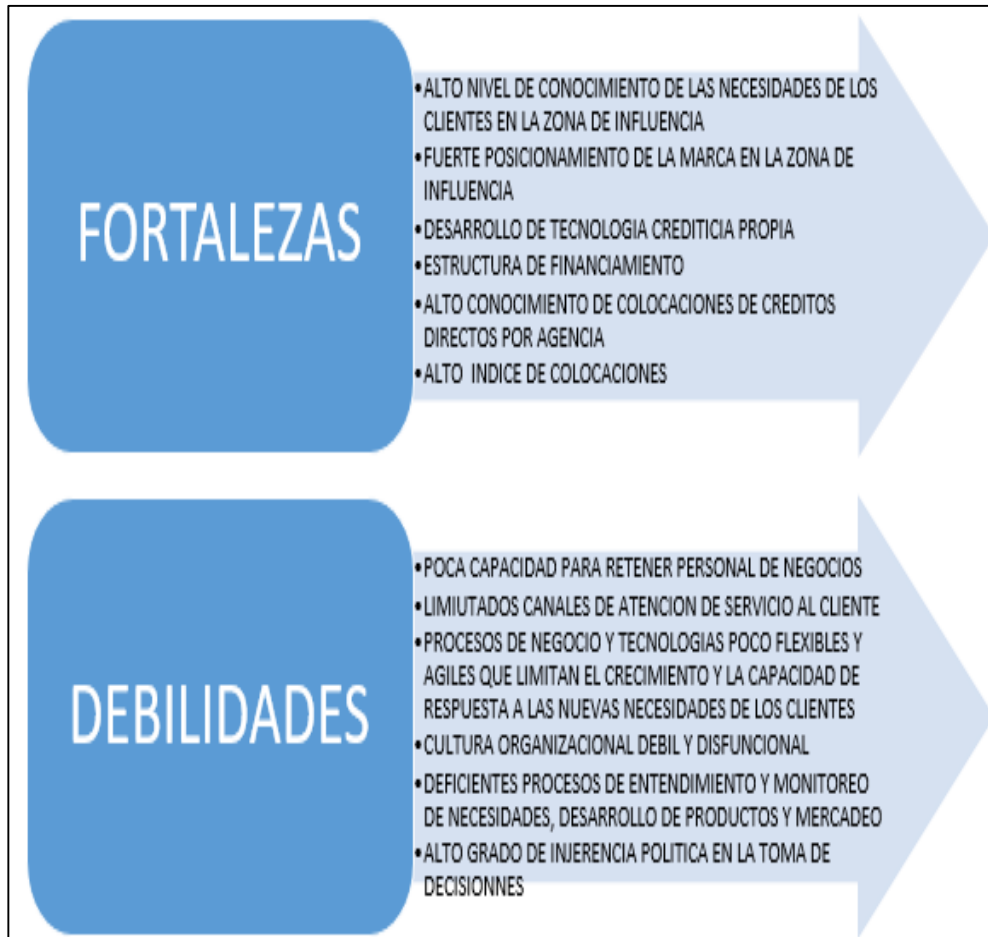 FORTALEZAS
•ALTO NIVEL DE CONOCIMIENTO DE LAS NECESIDADES DE LOS
CLIENTES EN LA ZONA DE INFLUENCIA
•FUERTE POSICIONAMIENTO DE LA MARCA EN LA ZONA DE
INFLUENCIA
•DESARROLLO DE TECNOLOGIA CREDITICIA PROPIA
•ESTRUCTURA DE FINANCIAMIENTO
•ALTO CONOCIMIENTO DE COLOCACIONES DE CREDITOS
DIRECTOS POR AGENCIA
•ALTO INDICE DE COLOCACIONES
DEBILIDADES
•POCA CAPACIDAD PARA RETENER PERSONAL DE NEGOCIOS
•LIMIUTADOS CANALES DE ATENCION DE SERVICIO AL CLIENTE
•PROCESOS DE NEGOCIO Y TECNOLOGIAS POCO FLEXIBLES Y
AGILES QUE LIMITAN EL CRECIMIENTO Y LA CAPACIDAD DE
RESPUESTA A LAS NUEVAS NECESIDADES DE LOS CLIENTES
•CULTURA ORGANIZACIONAL DEBIL Y DISFUNCIONAL
•DEFICIENTES PROCESOS DE ENTENDIMIENTO Y MONITOREO
DE NECESIDADES, DESARROLLO DE PRODUCTOS Y MERCADEO
•ALTO GRADO DE INJERENCIA POLITICA EN LA TOMA DE
DECISIONNES